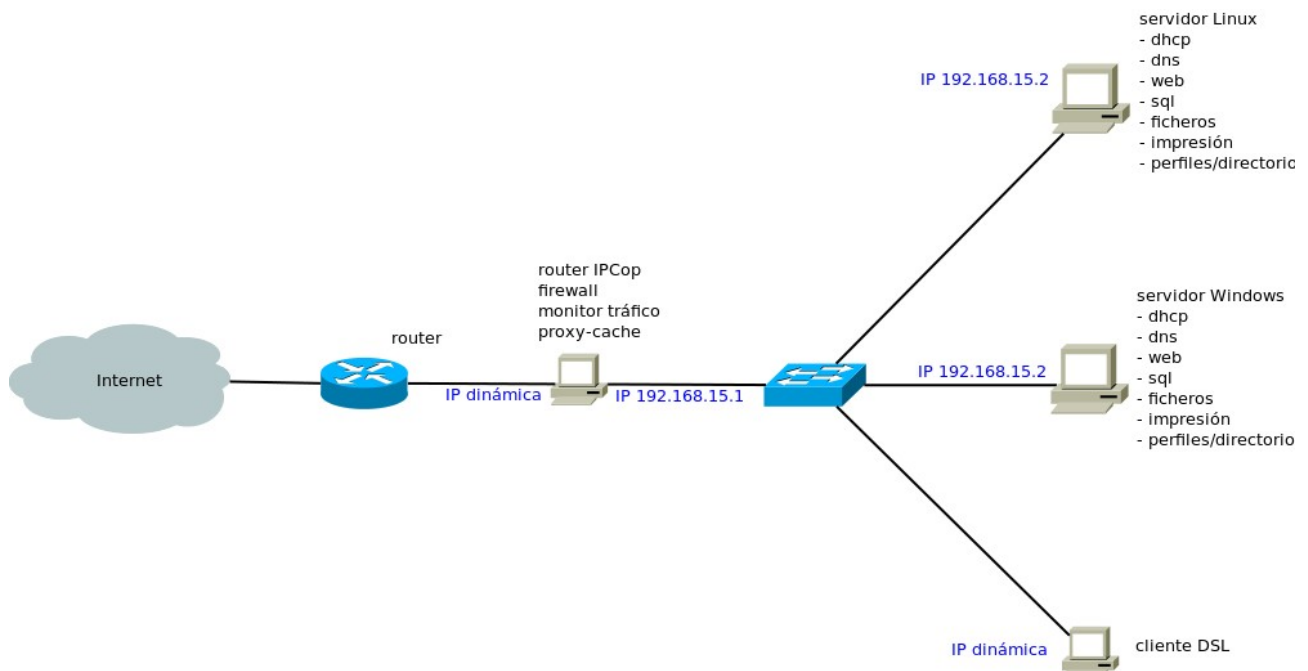 servidor Linux
- dhcp
- dns
- web
- sql
- ficheros
- impresión
- perfiles/directorio
IP 192.168.15.2
router IPCop
firewall
monitor tráfico
proxy-cache
router
Internet
IP dinámica
IP 192.168.15.1
servidor Windows
- dhcp
- dns
- web
- sql
- ficheros
- impresión
- perfiles/directorio
IP 192.168.15.2
IP dinámica
cliente DSL